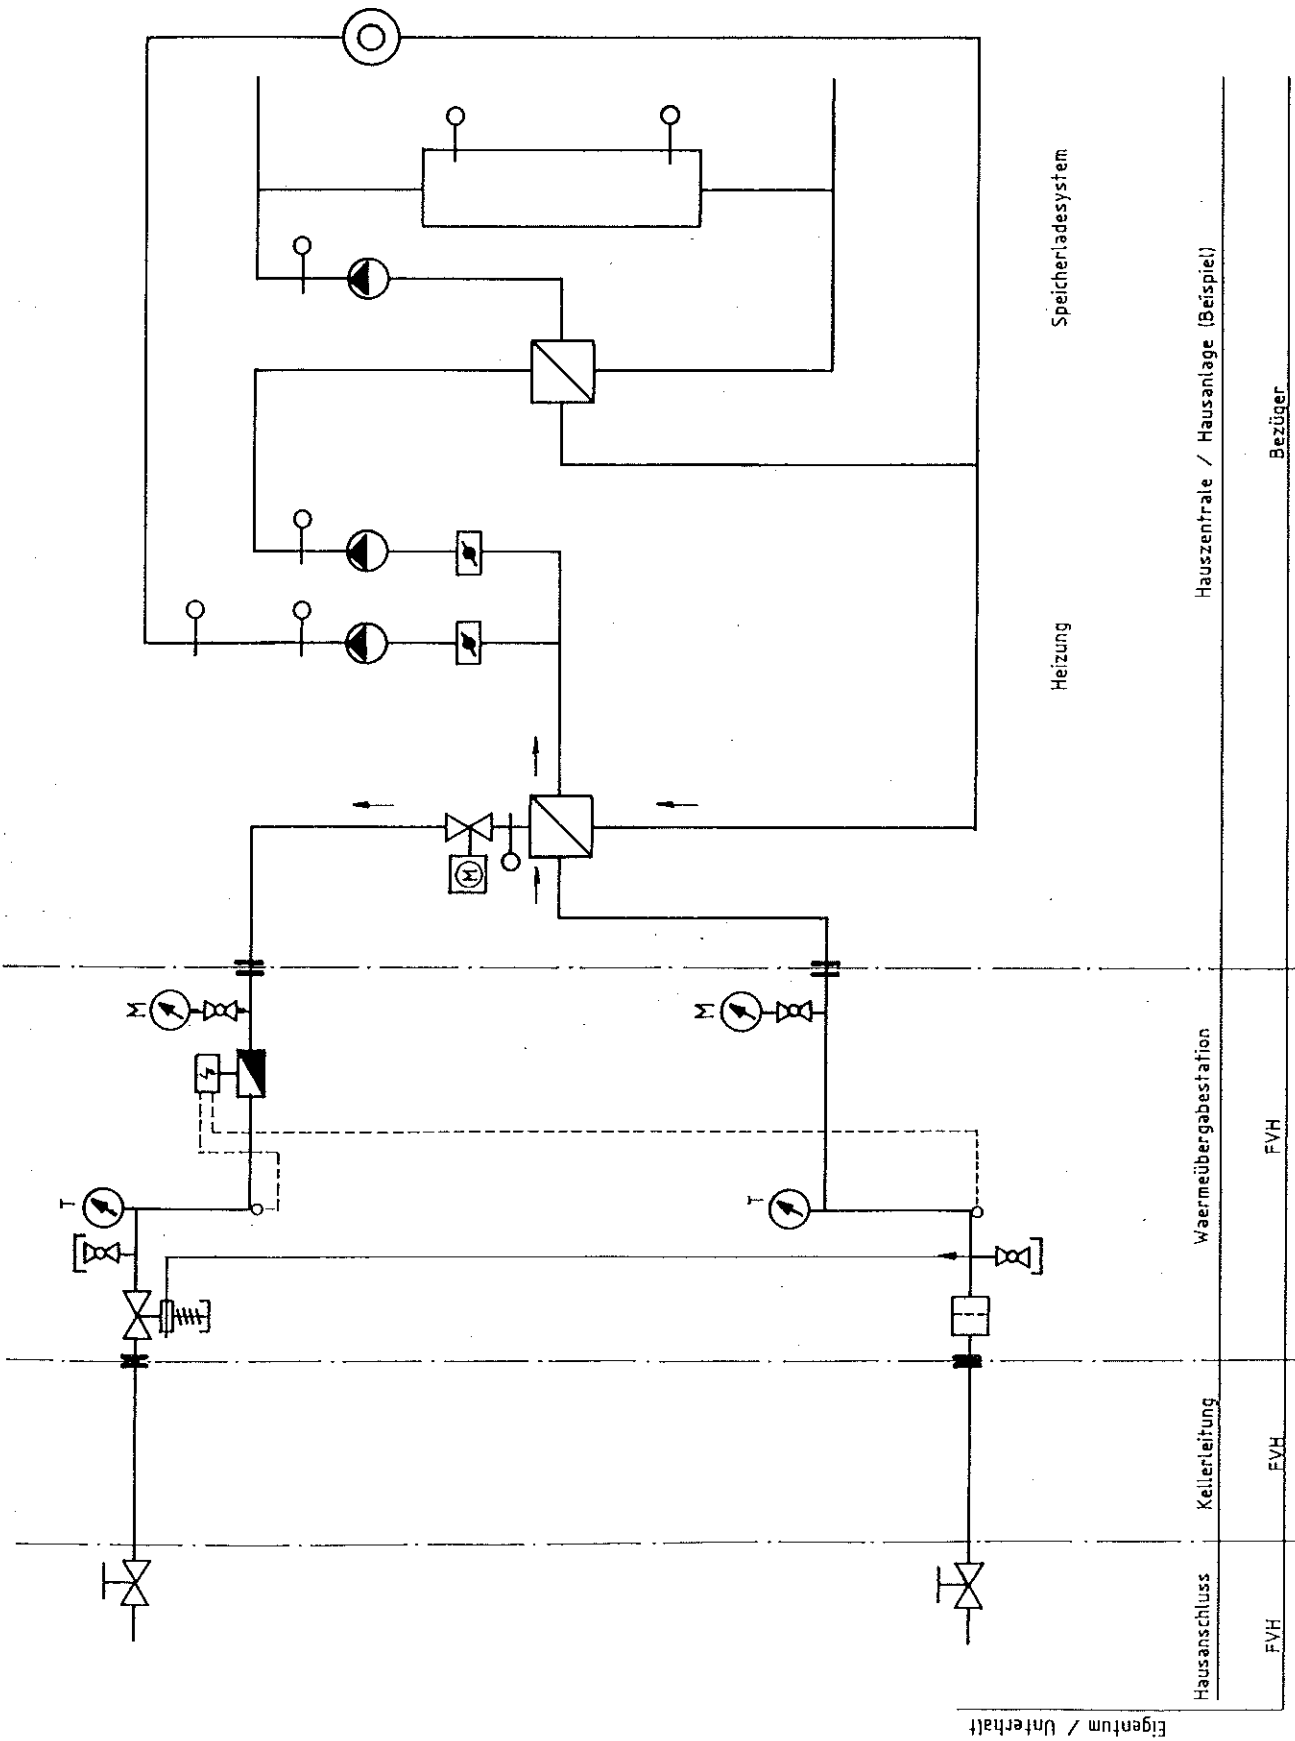 M
T
M
M
T
Heizung
Speicherladesystem
Hausanschluss
Kellerleitung
Waermeübergabestation
Hauszentrale / Hausanlage (Beispiel)
Eigentum / Unterhalt
FVH
FVH
FVH
Bezüger